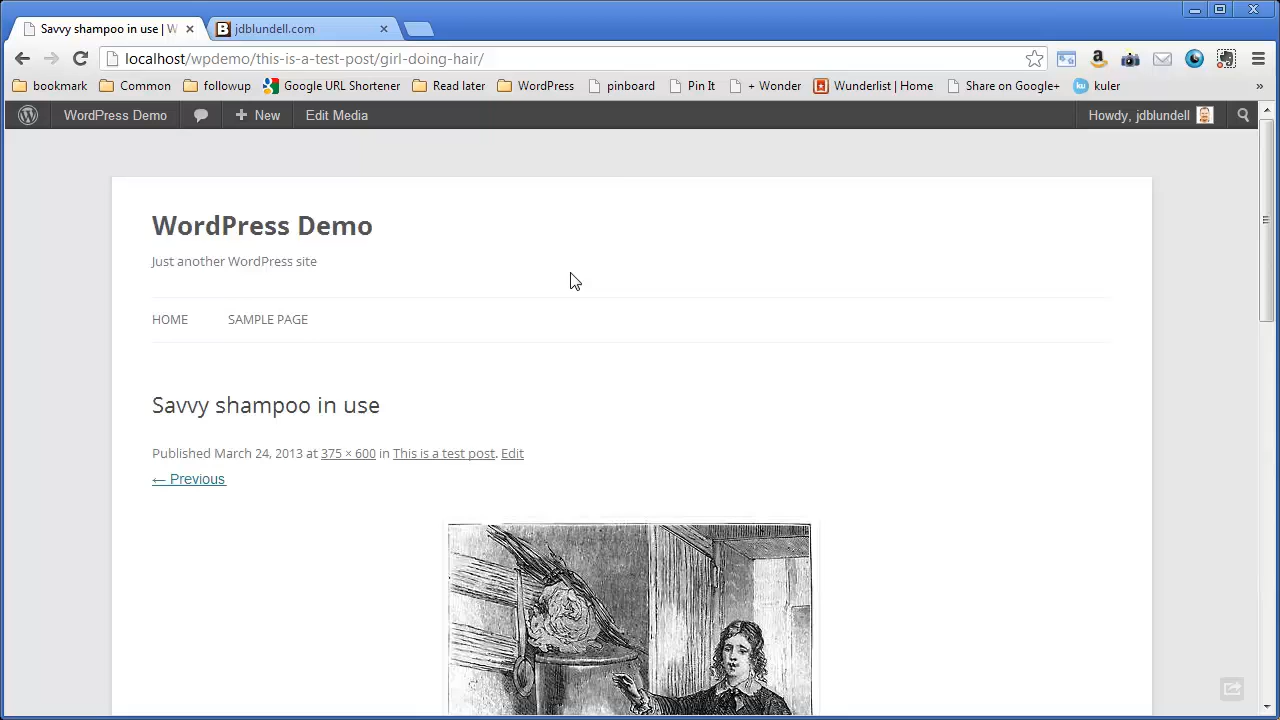 Savvy shampoo in use | W
jdblundell.com
localhost/wpdemo/this-is-a-test-post/girl-doing-hair/
bookmark Common followup Google URL Shortener Read later WordPress pinboard Pin It + Wonder Wunderlist | Home Share on Google+ ku kuler »
WordPress Demo + New Edit Media Howdy, jdblundell
WordPress Demo
Just another WordPress site
HOME SAMPLE PAGE
Savvy shampoo in use
Published March 24, 2013 at 375 × 600 in This is a test post. Edit
← Previous